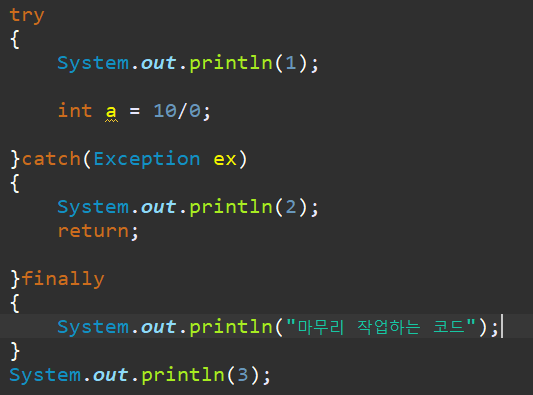 try
{
    System.out.println(1);
    int a = 10/0;
}catch(Exception ex)
{
    System.out.println(2);
    return;
}finally
{
    System.out.println("마무리 작업하는 코드");
}
System.out.println(3);